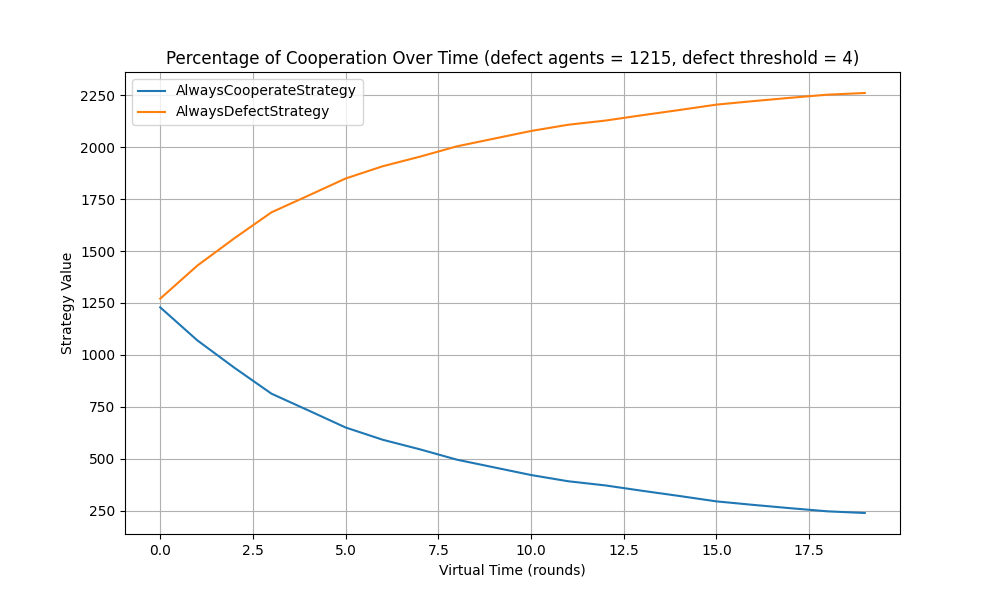 Percentage of Cooperation Over Time (defect agents = 1215, defect threshold = 4)
AlwaysCooperateStrategy
AlwaysDefectStrategy
Strategy Value
2250
2000
1750
1500
1250
1000
750
500
250
0.0 2.5 5.0 7.5 10.0 12.5 15.0 17.5
Virtual Time (rounds)